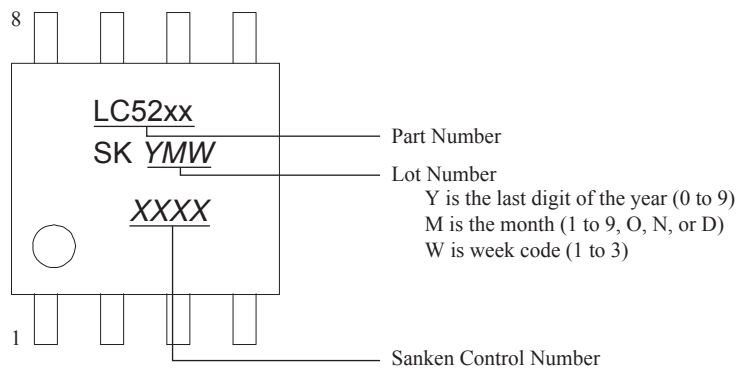 8
LC52xx
Part Number
SK YMW
Lot Number
Y is the last digit of the year (0 to 9)
M is the month (1 to 9, O, N, or D)
W is week code (1 to 3)
XXXX
1
Sanken Control Number